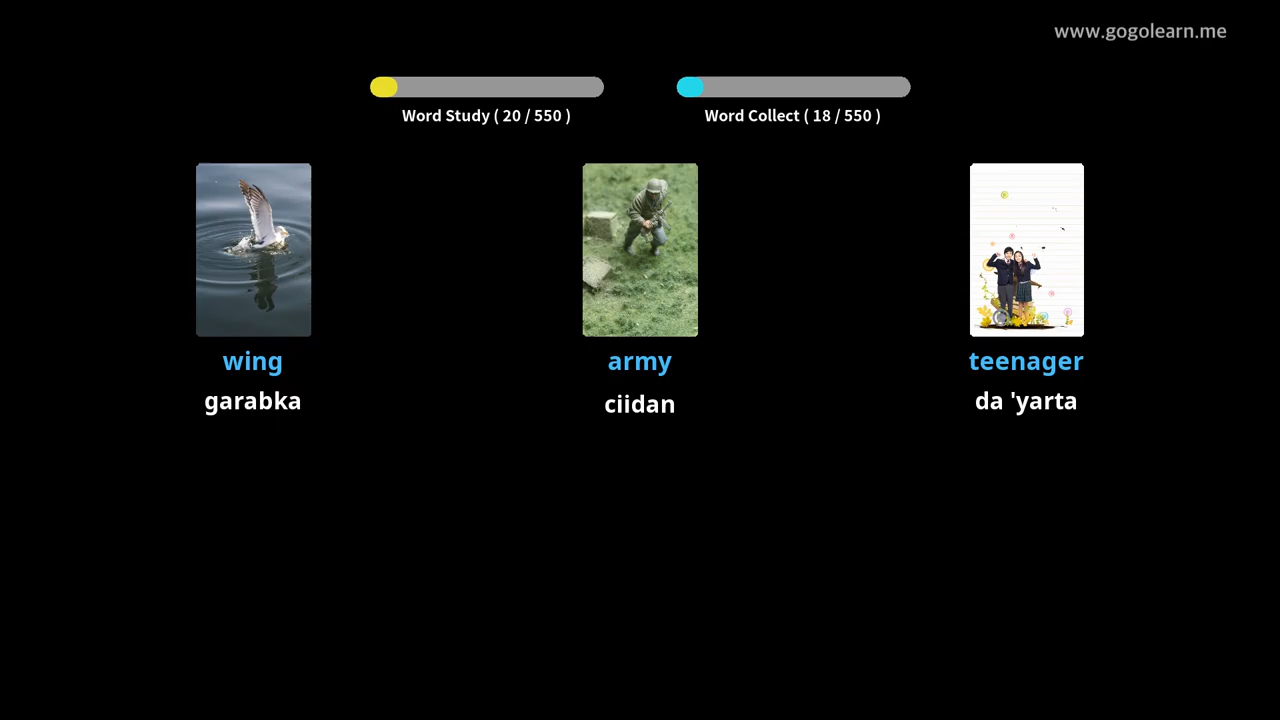 www.gogolearn.me
Word Study ( 20 / 550 )
Word Collect ( 18 / 550 )
wing
army
teenager
garabka
ciidan
da 'yarta